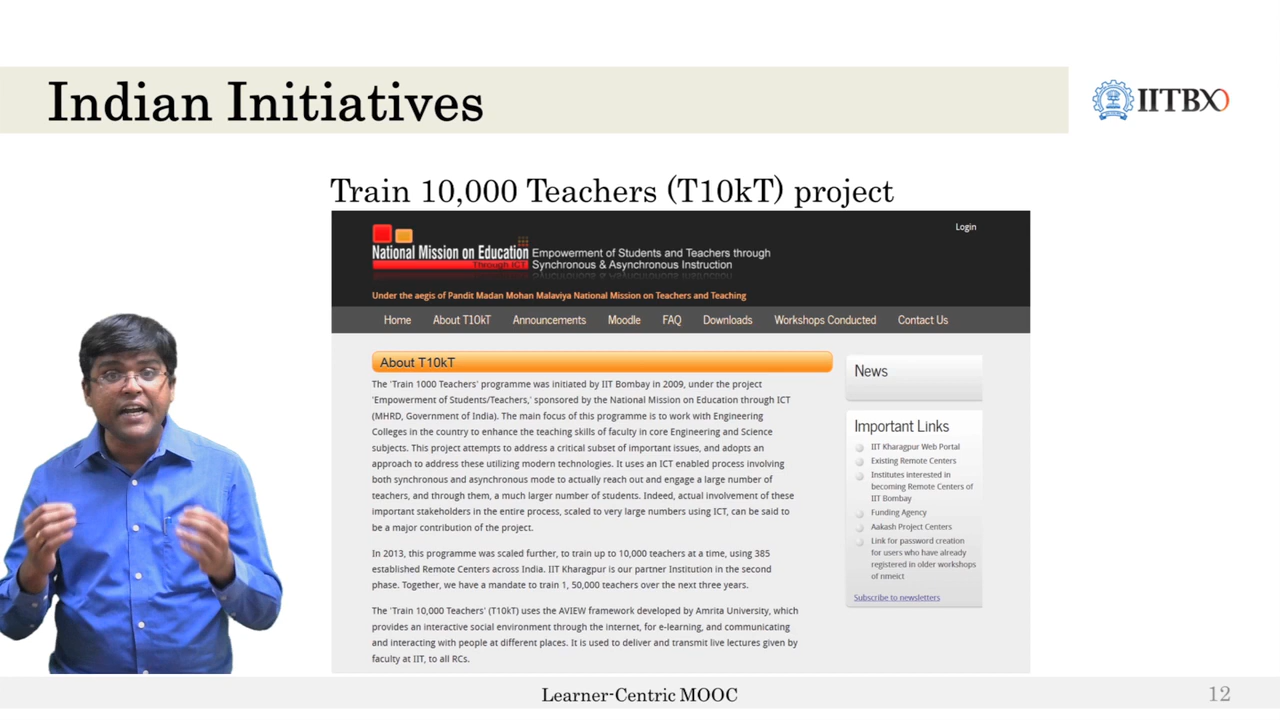 Indian Initiatives
IITBX
Train 10,000 Teachers (T10kT) project
Login
National Mission on Education
Through ICT
Empowerment of Students and Teachers through
Synchronous & Asynchronous Instruction
Under the aegis of Pandit Madan Mohan Malaviya National Mission on Teachers and Teaching
Home About T10kT Announcements Moodle FAQ Downloads Workshops Conducted Contact Us
About T10kT
The 'Train 1000 Teachers' programme was initiated by IIT Bombay in 2009, under the project
'Empowerment of Students/Teachers,' sponsored by the National Mission on Education through ICT
(MHRD, Government of India). The main focus of this programme is to work with Engineering
Colleges in the country to enhance the teaching skills of faculty in core Engineering and Science
subjects. This project attempts to address a critical subset of important issues, and adopts an
approach to address these utilizing modern technologies. It uses an ICT enabled process involving
both synchronous and asynchronous mode to actually reach out and engage a large number of
teachers, and through them, a much larger number of students. Indeed, actual involvement of these
important stakeholders in the entire process, scaled to very large numbers using ICT, can be said to
be a major contribution of the project.
In 2013, this programme was scaled further, to train up to 10,000 teachers at a time, using 385
established Remote Centers across India. IIT Kharagpur is our partner Institution in the second
phase. Together, we have a mandate to train 1, 50,000 teachers over the next three years.
The 'Train 10,000 Teachers' (T10kT) uses the AVIEW framework developed by Amrita University, which
provides an interactive social environment through the internet, for e-learning, and communicating
and interacting with people at different places. It is used to deliver and transmit live lectures given by
faculty at IIT, to all RCs.
News
Important Links
IIT Kharagpur Web Portal
Existing Remote Centers
Institutes interested in
becoming Remote Centers of
IIT Bombay
Funding Agency
Aakash Project Centers
Link for password creation
for users who have already
registered in older workshops
of nmeict
Subscribe to newsletters
Learner-Centric MOOC
12